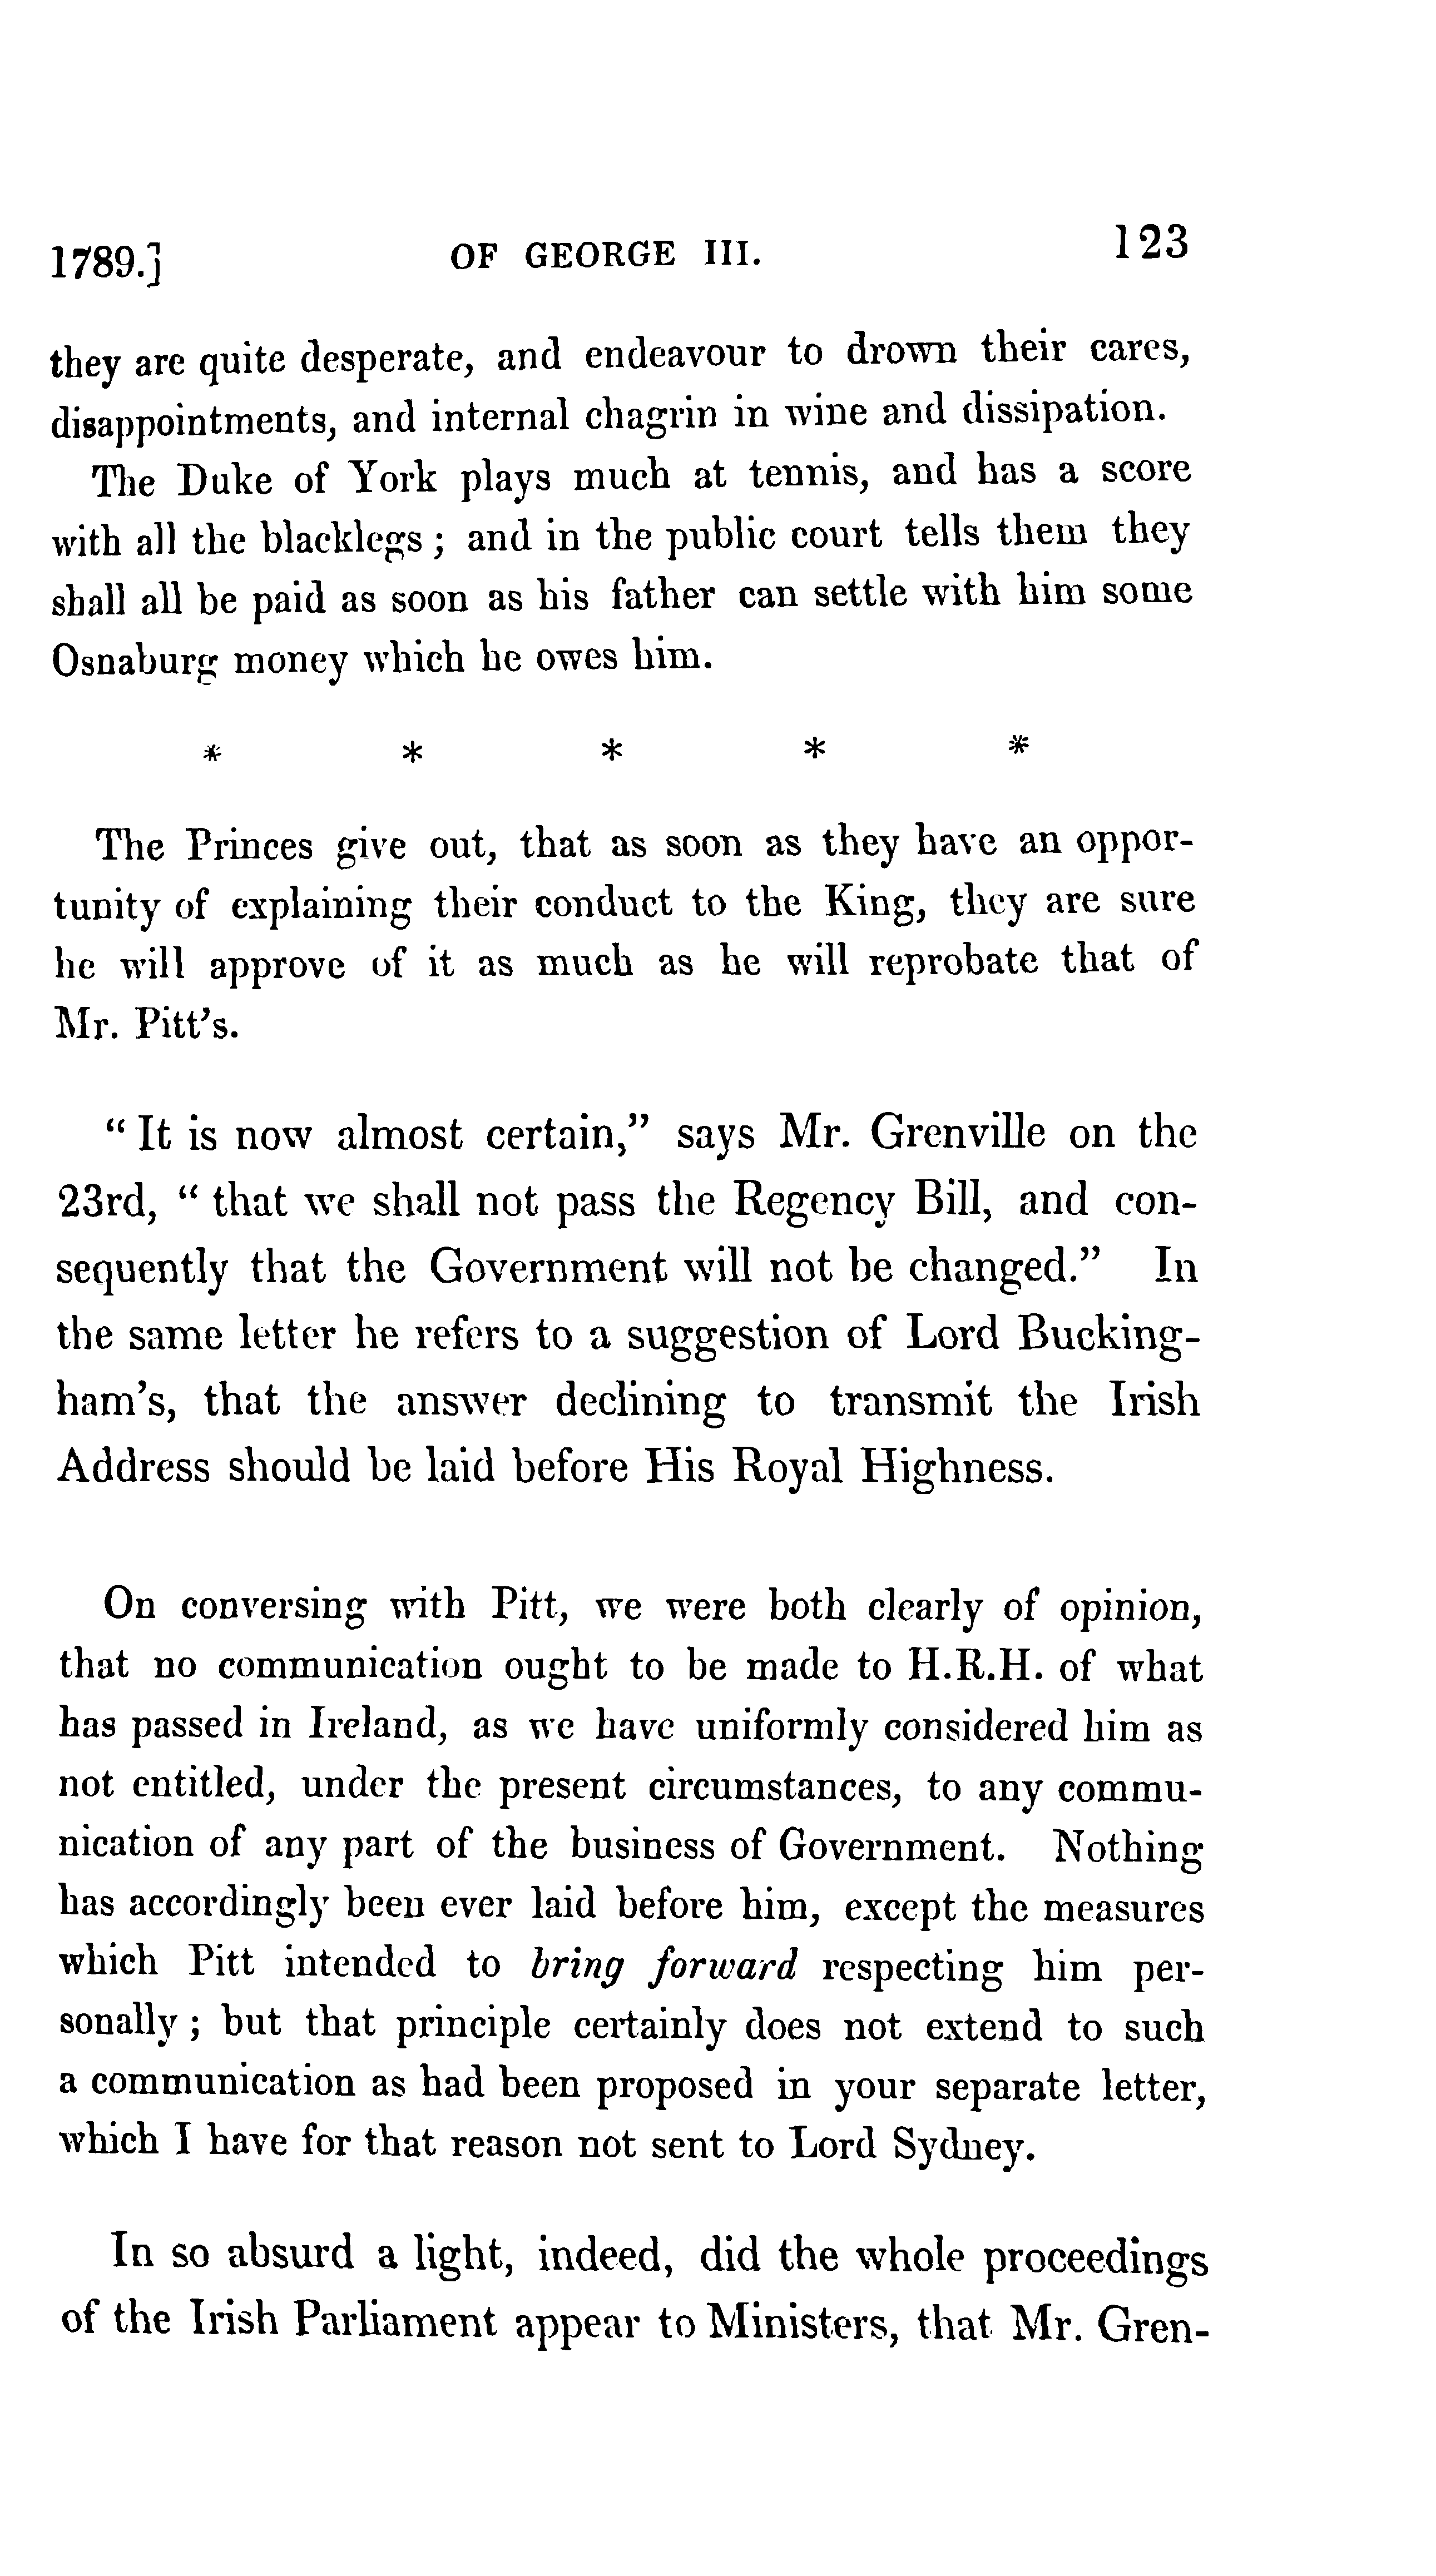 1789.] OF GEORGE III. 123
they are quite desperate, and endeavour to drown their cares,
disappointments, and internal chagrin in wine and dissipation.
The Duke of York plays much at tennis, and has a score
with all the blacklegs ; and in the public court tells them they
shall all be paid as soon as his father can settle with him some
Osnaburg money which he owes him.
* * * * *
The Princes give out, that as soon as they have an oppor-
tunity of explaining their conduct to the King, they are sure
he will approve of it as much as he will reprobate that of
Mr. Pitt's.
“ It is now almost certain,” says Mr. Grenville on the
23rd, “ that we shall not pass the Regency Bill, and con-
sequently that the Government will not be changed.” In
the same letter he refers to a suggestion of Lord Bucking-
ham's, that the answer declining to transmit the Irish
Address should be laid before His Royal Highness.
On conversing with Pitt, we were both clearly of opinion,
that no communication ought to be made to H.R.H. of what
has passed in Ireland, as we have uniformly considered him as
not entitled, under the present circumstances, to any commu-
nication of any part of the business of Government. Nothing
has accordingly been ever laid before him, except the measures
which Pitt intended to bring forward respecting him per-
sonally ; but that principle certainly does not extend to such
a communication as had been proposed in your separate letter,
which I have for that reason not sent to Lord Sydney.
In so absurd a light, indeed, did the whole proceedings
of the Irish Parliament appear to Ministers, that Mr. Gren-